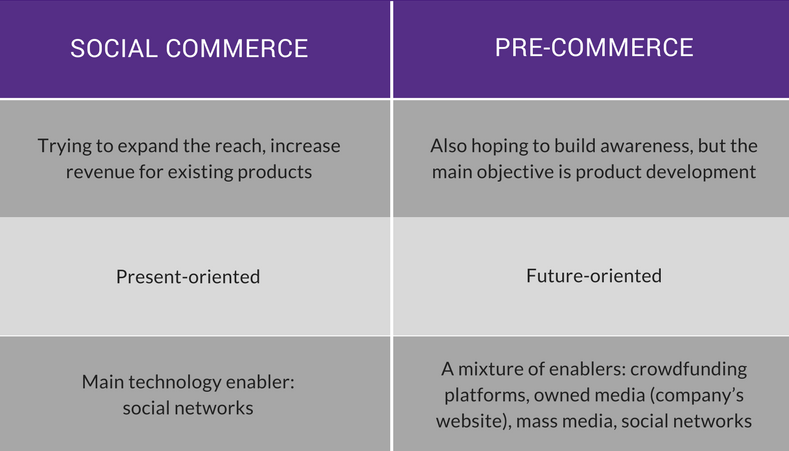 SOCIAL COMMERCE
PRE-COMMERCE
Trying to expand the reach, increase
revenue for existing products
Also hoping to build awareness, but the
main objective is product development
Present-oriented
Future-oriented
Main technology enabler:
social networks
A mixture of enablers: crowdfunding
platforms, owned media (company’s
website), mass media, social networks